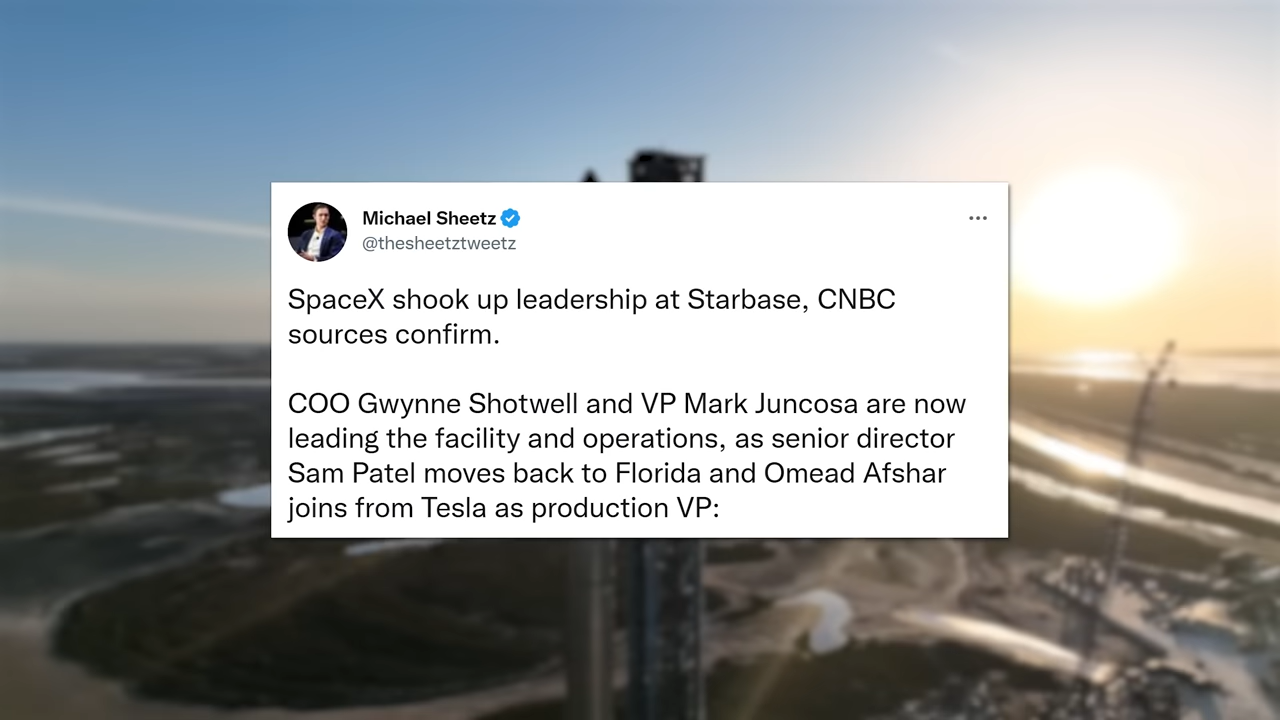 Michael Sheetz
@thesheetztweetz
SpaceX shook up leadership at Starbase, CNBC
sources confirm.
COO Gwynne Shotwell and VP Mark Juncosa are now
leading the facility and operations, as senior director
Sam Patel moves back to Florida and Omead Afshar
joins from Tesla as production VP: